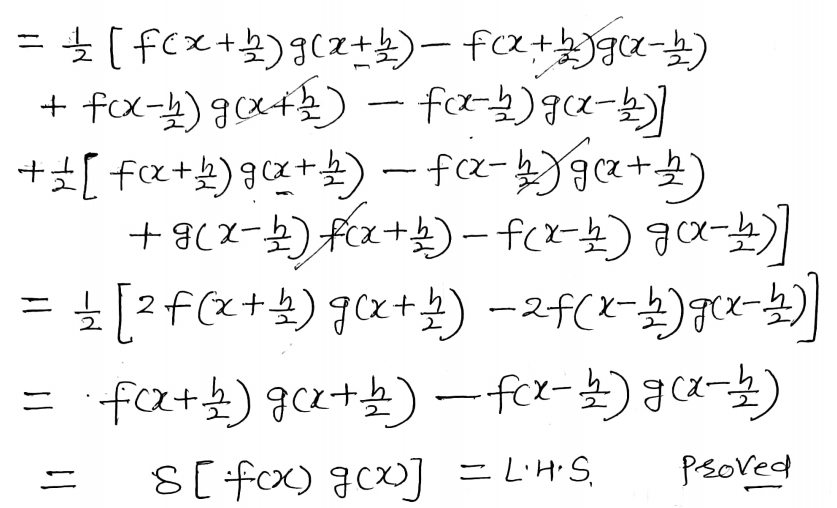 = 1/2 [ f(x + h/2) g(x + h/2) − f(x + h/2) g(x − h/2)
+ f(x − h/2) g(x + h/2) − f(x − h/2) g(x − h/2)]
+ 1/2 [ f(x + h/2) g(x + h/2) − f(x − h/2) g(x + h/2)
+ g(x − h/2) f(x + h/2) − f(x − h/2) g(x − h/2)]
= 1/2 [2 f(x + h/2) g(x + h/2) − 2f(x − h/2) g(x − h/2)]
= f(x + h/2) g(x + h/2) − f(x − h/2) g(x − h/2)
= δ [ f(x) g(x)] = L.H.S. Proved